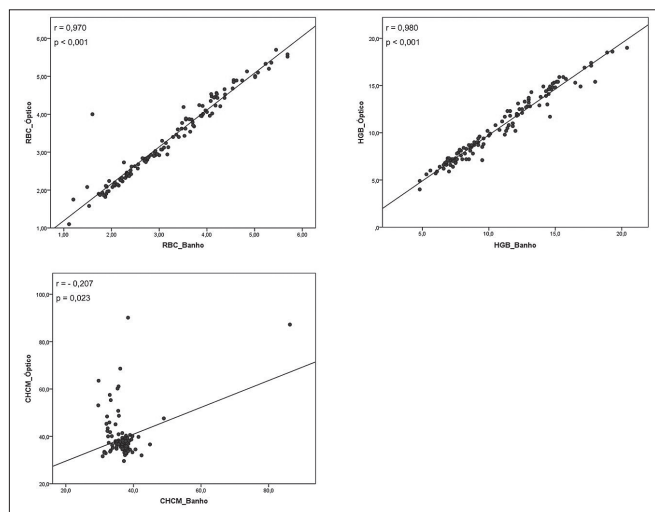 r = 0,970
p < 0,001
6,00
5,00
4,00
3,00
2,00
1,00
RBC_Óptico
1,00 2,00 3,00 4,00 5,00 6,00
RBC_Banho
r = 0,980
p < 0,001
20,0
15,0
10,0
5,0
,0
HGB_Óptico
,0 5,0 10,0 15,0 20,0
HGB_Banho
r = - 0,207
p = 0,023
100,0
80,0
60,0
40,0
20,0
CHCM_Óptico
20,0 40,0 60,0 80,0
CHCM_Banho